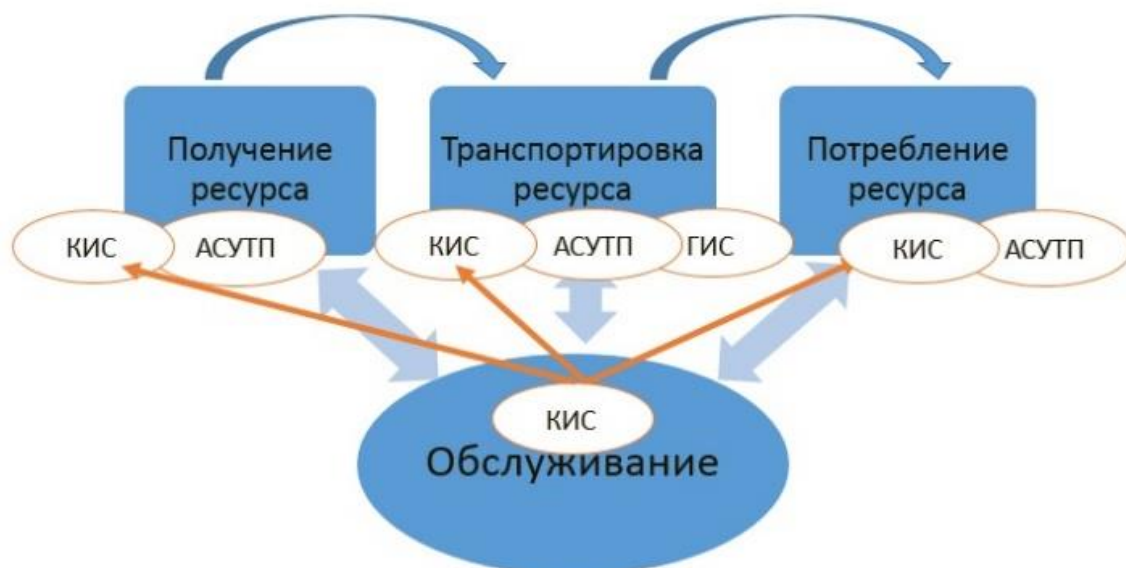 Получение
ресурса
Транспортировка
ресурса
Потребление
ресурса
КИС
АСУТП
КИС
АСУТП
ГИС
КИС
АСУТП
КИС
Обслуживание